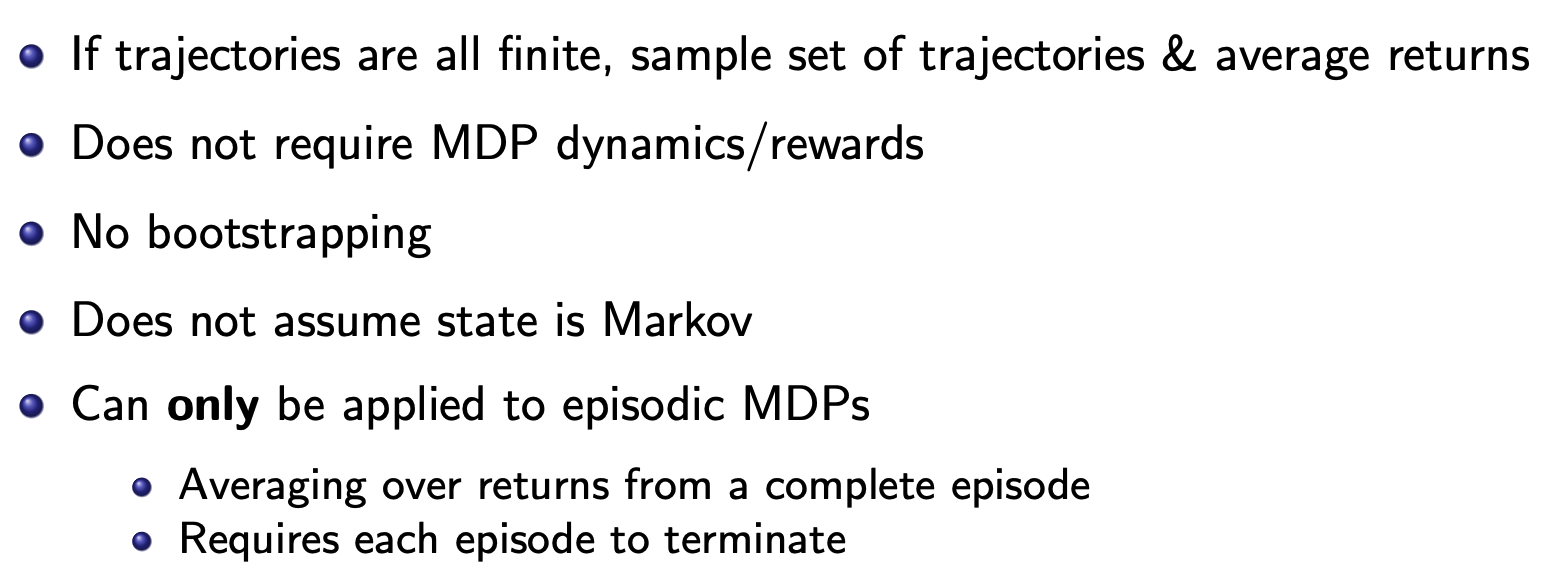 If trajectories are all finite, sample set of trajectories & average returns
Does not require MDP dynamics/rewards
No bootstrapping
Does not assume state is Markov
Can only be applied to episodic MDPs
Averaging over returns from a complete episode
Requires each episode to terminate